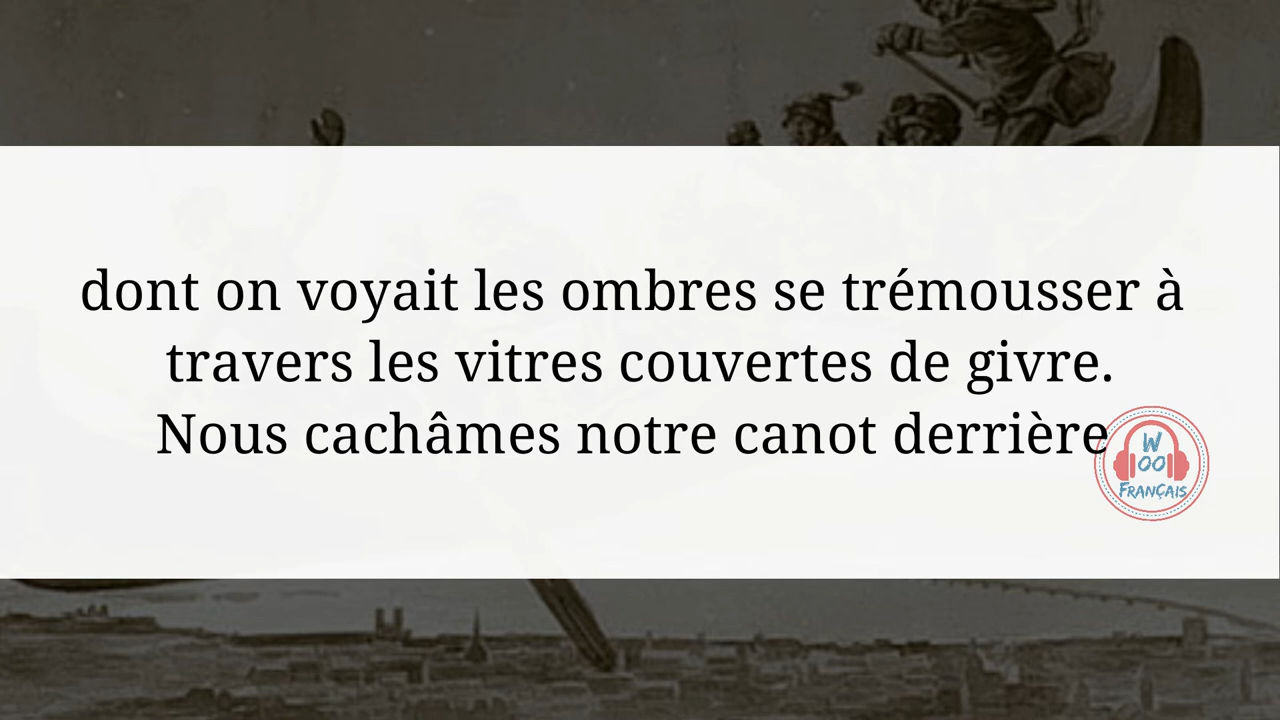 dont on voyait les ombres se trémousser à
travers les vitres couvertes de givre.
Nous cachâmes notre canot derrière
W
OO
FRANÇAIS